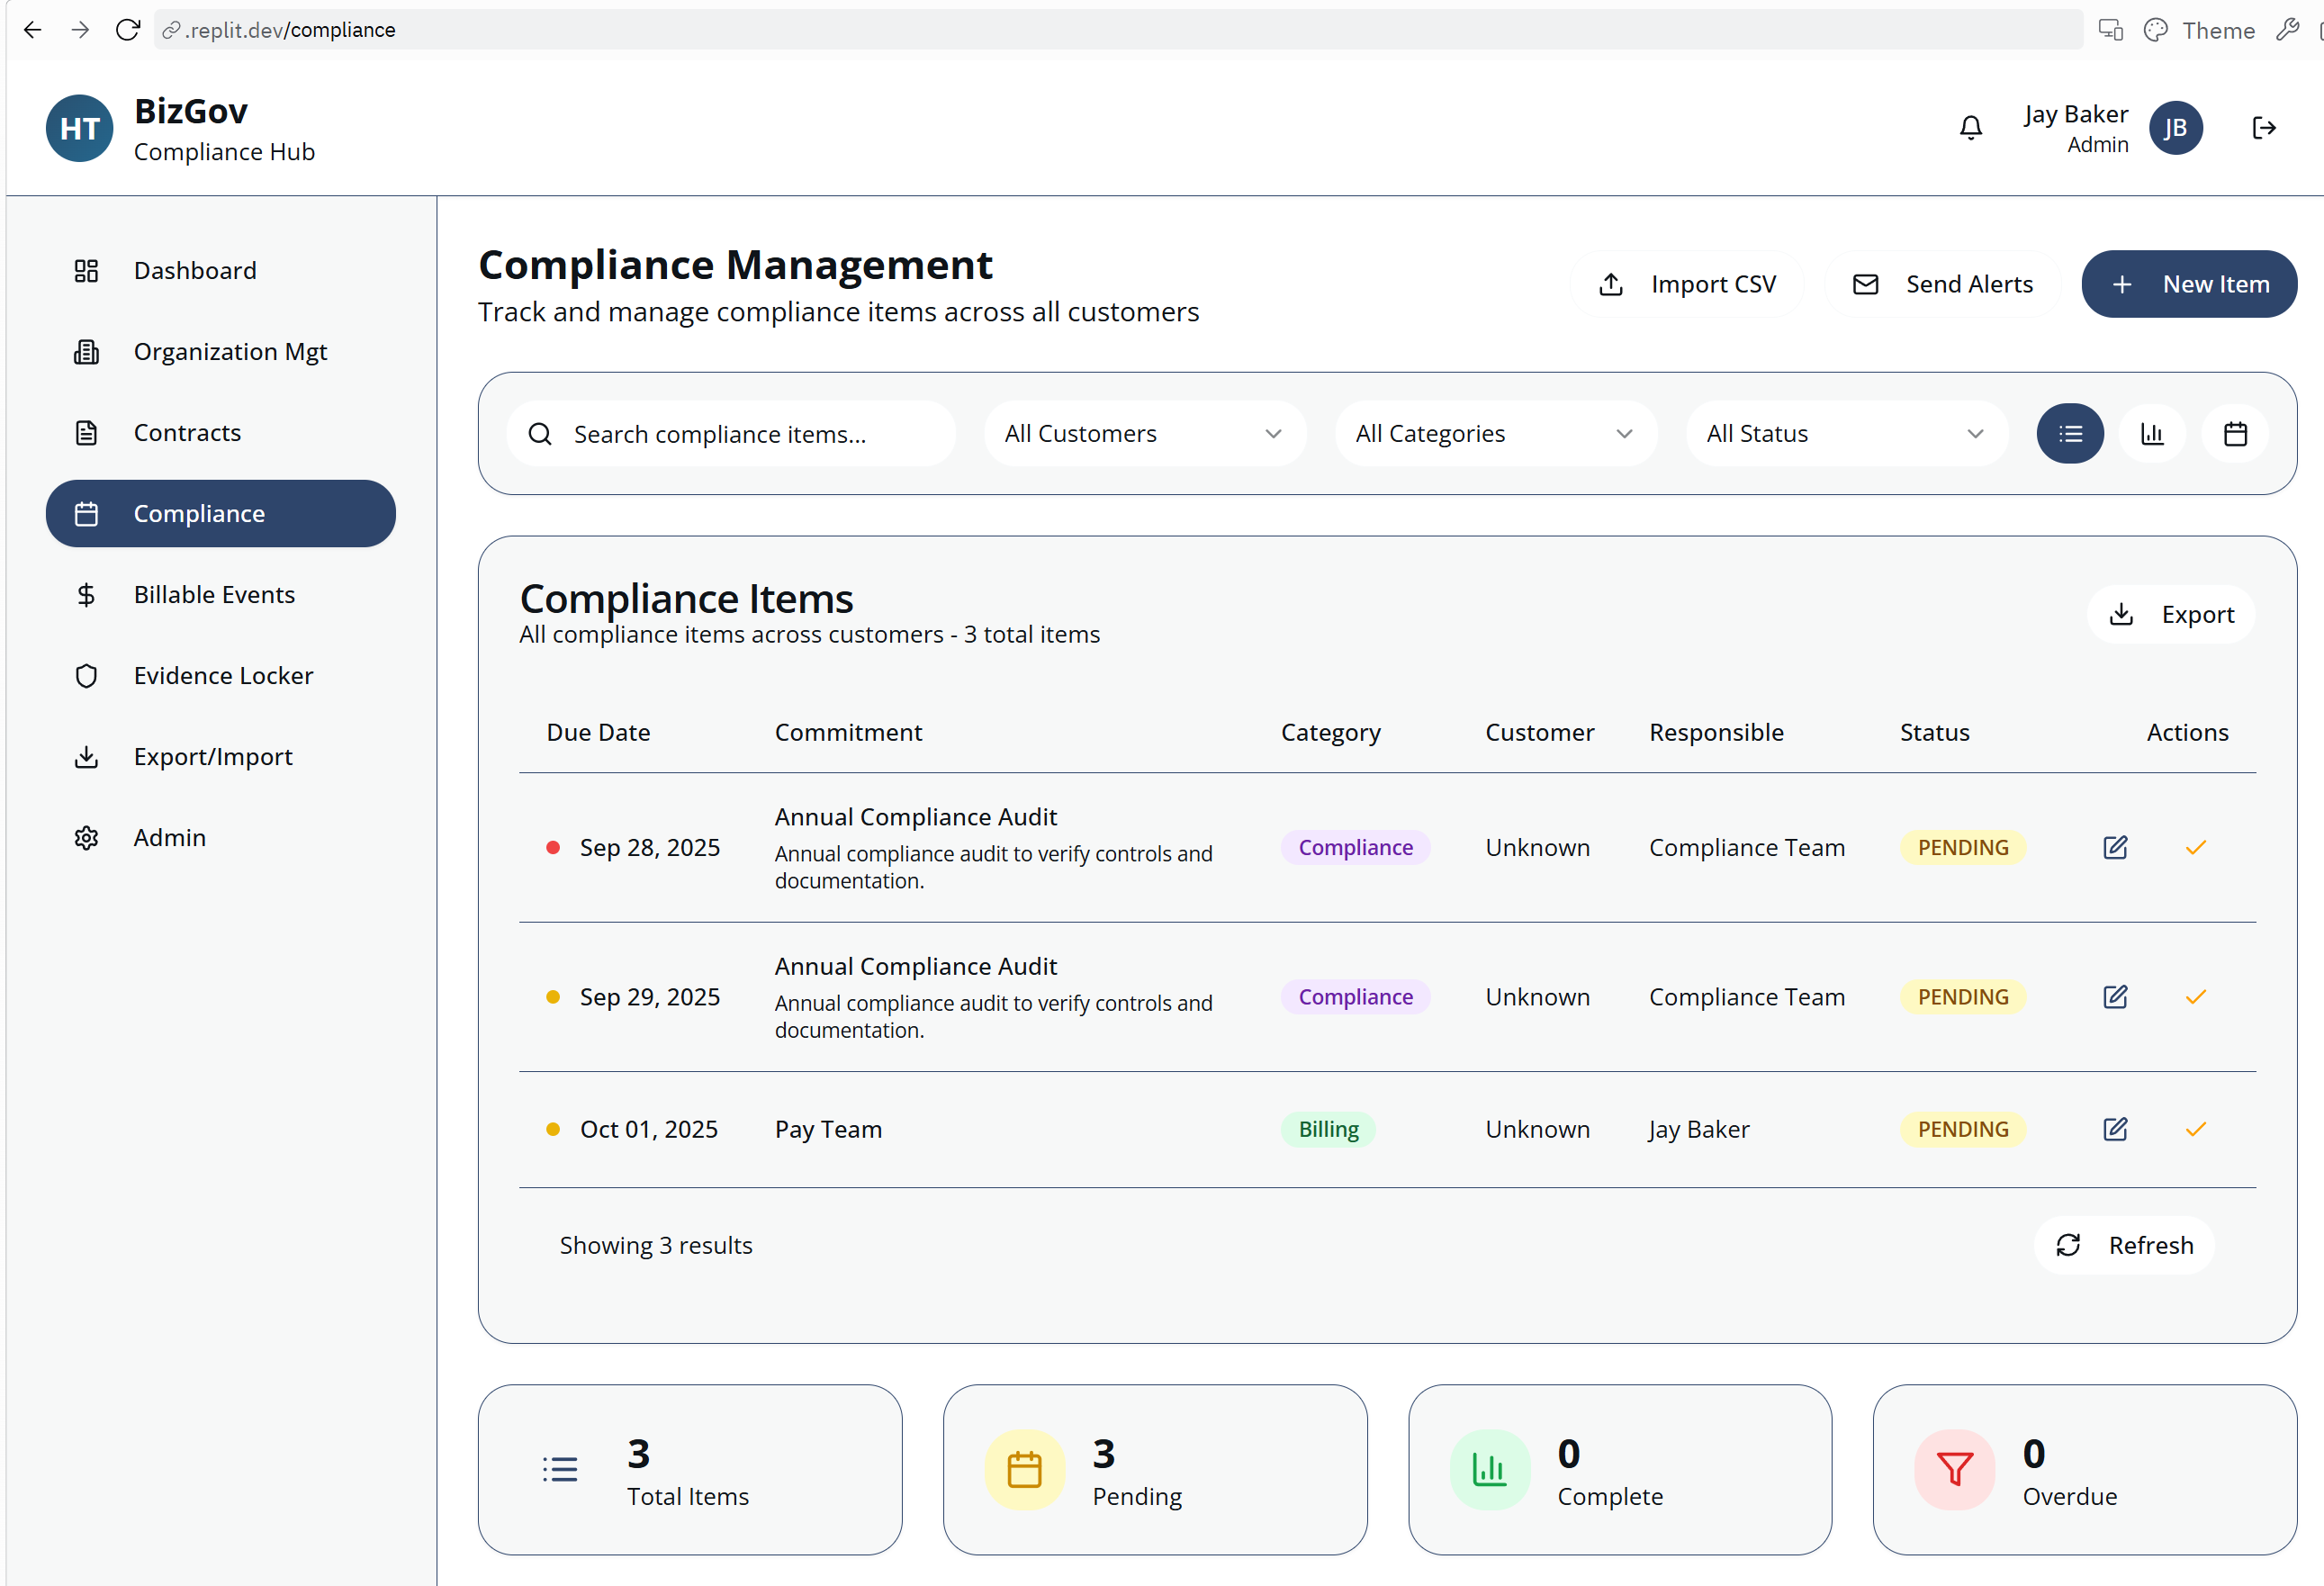 .replit.dev/compliance
Theme
HT
BizGov
Compliance Hub
Jay Baker
Admin
JB
Dashboard
Organization Mgt
Contracts
Compliance
Billable Events
Evidence Locker
Export/Import
Admin
Compliance Management
Track and manage compliance items across all customers
Import CSV
Send Alerts
New Item
Search compliance items...
All Customers
All Categories
All Status
Compliance Items
All compliance items across customers - 3 total items
Export
Due Date Commitment Category Customer Responsible Status Actions
Sep 28, 2025
Annual Compliance Audit
Annual compliance audit to verify controls and
documentation.
Compliance
Unknown
Compliance Team
PENDING
Sep 29, 2025
Annual Compliance Audit
Annual compliance audit to verify controls and
documentation.
Compliance
Unknown
Compliance Team
PENDING
Oct 01, 2025
Pay Team
Billing
Unknown
Jay Baker
PENDING
Showing 3 results
Refresh
3
Total Items
3
Pending
0
Complete
0
Overdue